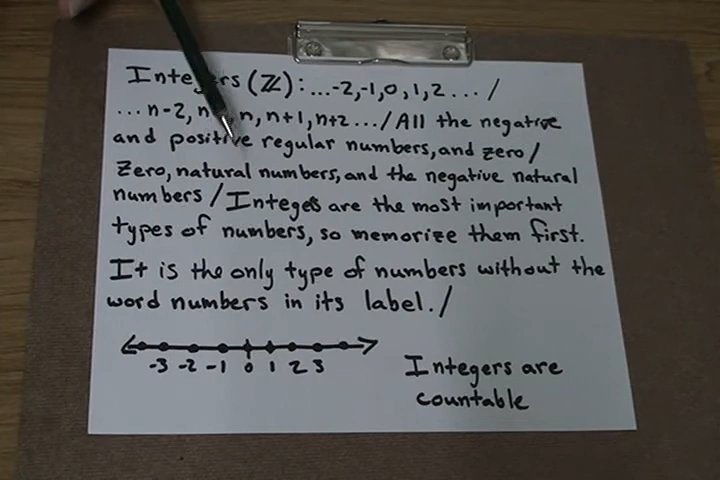 Integers (ℤ): ...-2,-1,0,1,2.../
...n-2, n, n+1, n+2.../All the negative
and positive regular numbers, and zero/
Zero, natural numbers, and the negative natural
numbers/Integes are the most important
types of numbers, so memorize them first.
It is the only type of numbers without the
word numbers in its label./
-3 -2 -1 0 1 2 3
Integers are
countable